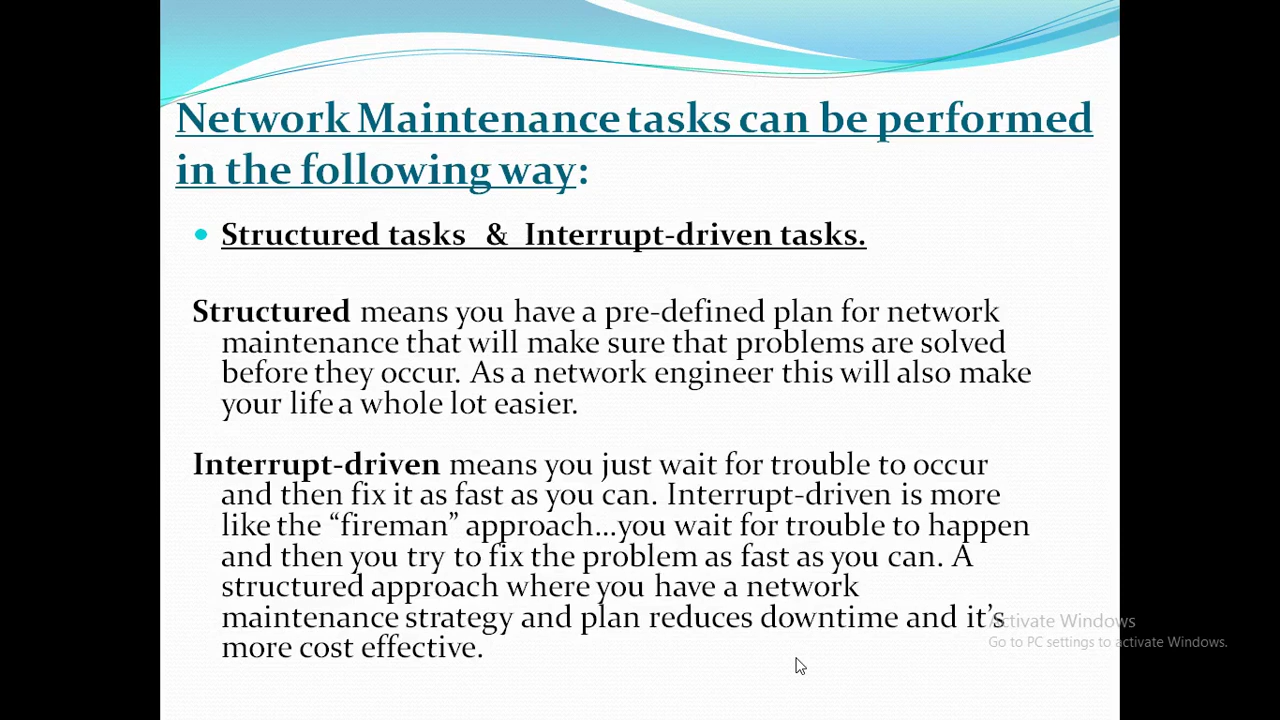 Network Maintenance tasks can be performed
in the following way:
Structured tasks & Interrupt-driven tasks.
Structured means you have a pre-defined plan for network
maintenance that will make sure that problems are solved
before they occur. As a network engineer this will also make
your life a whole lot easier.
Interrupt-driven means you just wait for trouble to occur
and then fix it as fast as you can. Interrupt-driven is more
like the “fireman” approach…you wait for trouble to happen
and then you try to fix the problem as fast as you can. A
structured approach where you have a network
maintenance strategy and plan reduces downtime and it’s
more cost effective.
Activate Windows
Go to PC settings to activate Windows.